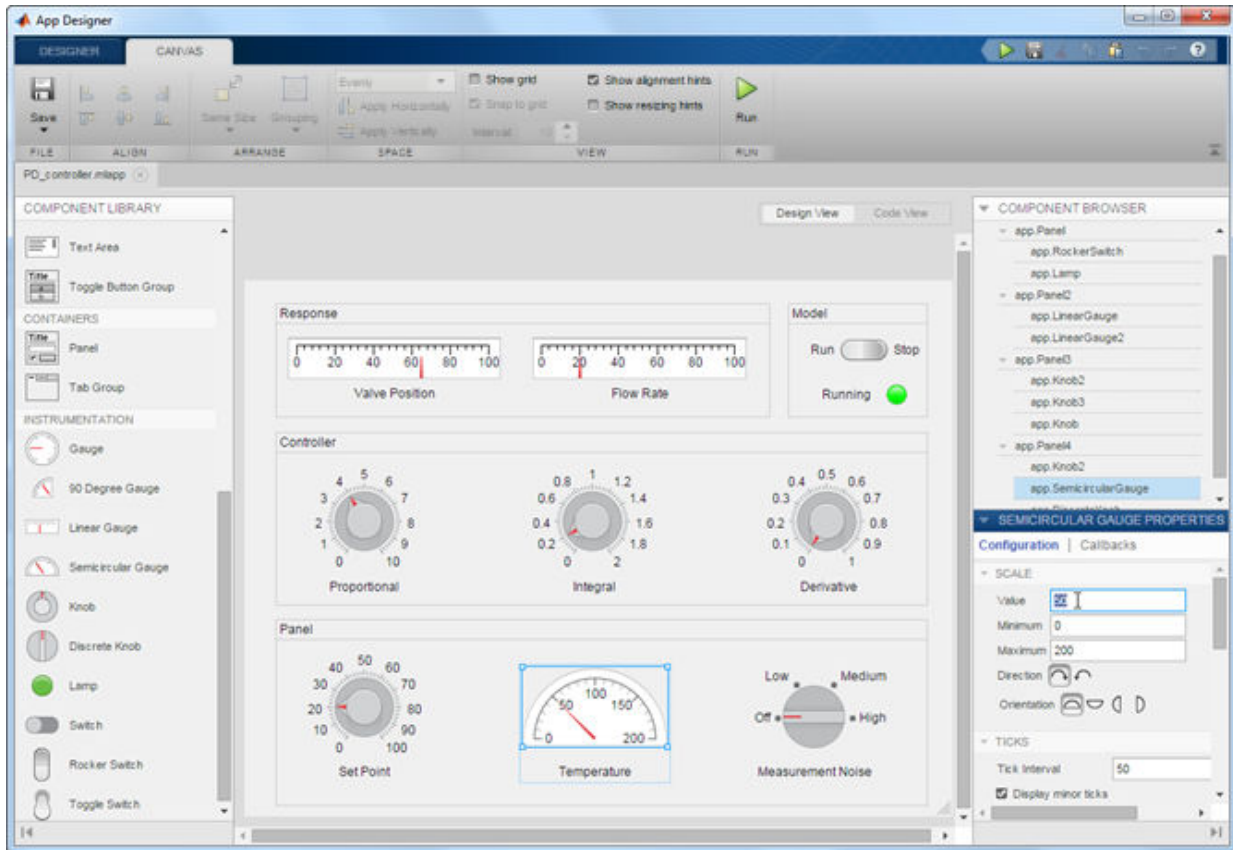 App Designer
DESIGNER CANVAS
Save
Same Size Grouping
Evenly
Apply Horizontally
Apply Vertically
Show grid
Snap to grid
Interval:
Show alignment hints
Show resizing hints
Run
FILE ALIGN ARRANGE SPACE VIEW RUN
PD_controller.mlapp
COMPONENT LIBRARY
Text Area
Title
Toggle Button Group
CONTAINERS
Title
Panel
Tab Group
INSTRUMENTATION
Gauge
90 Degree Gauge
Linear Gauge
Semicircular Gauge
Knob
Discrete Knob
Lamp
Switch
Rocker Switch
Toggle Switch
Design View Code View
Response
0 20 40 60 80 100
Valve Position
0 20 40 60 80 100
Flow Rate
Model
Run Stop
Running
Controller
0 1 2 3 4 5 6 7 8 9 10
Proportional
0 0.2 0.4 0.6 0.8 1 1.2 1.4 1.6 1.8 2
Integral
0 0.1 0.2 0.3 0.4 0.5 0.6 0.7 0.8 0.9 1
Derivative
Panel
0 10 20 30 40 50 60 70 80 90 100
Set Point
0 50 100 150 200
Temperature
Off Low Medium High
Measurement Noise
COMPONENT BROWSER
app.Panel
app.RockerSwitch
app.Lamp
app.Panel2
app.LinearGauge
app.LinearGauge2
app.Panel3
app.Knob2
app.Knob3
app.Knob
app.Panel4
app.Knob2
app.SemicircularGauge
app.DiscreteKnob
SEMICIRCULAR GAUGE PROPERTIES
Configuration | Callbacks
SCALE
Value
Minimum 0
Maximum 200
Direction
Orientation
TICKS
Tick Interval 50
Display minor ticks